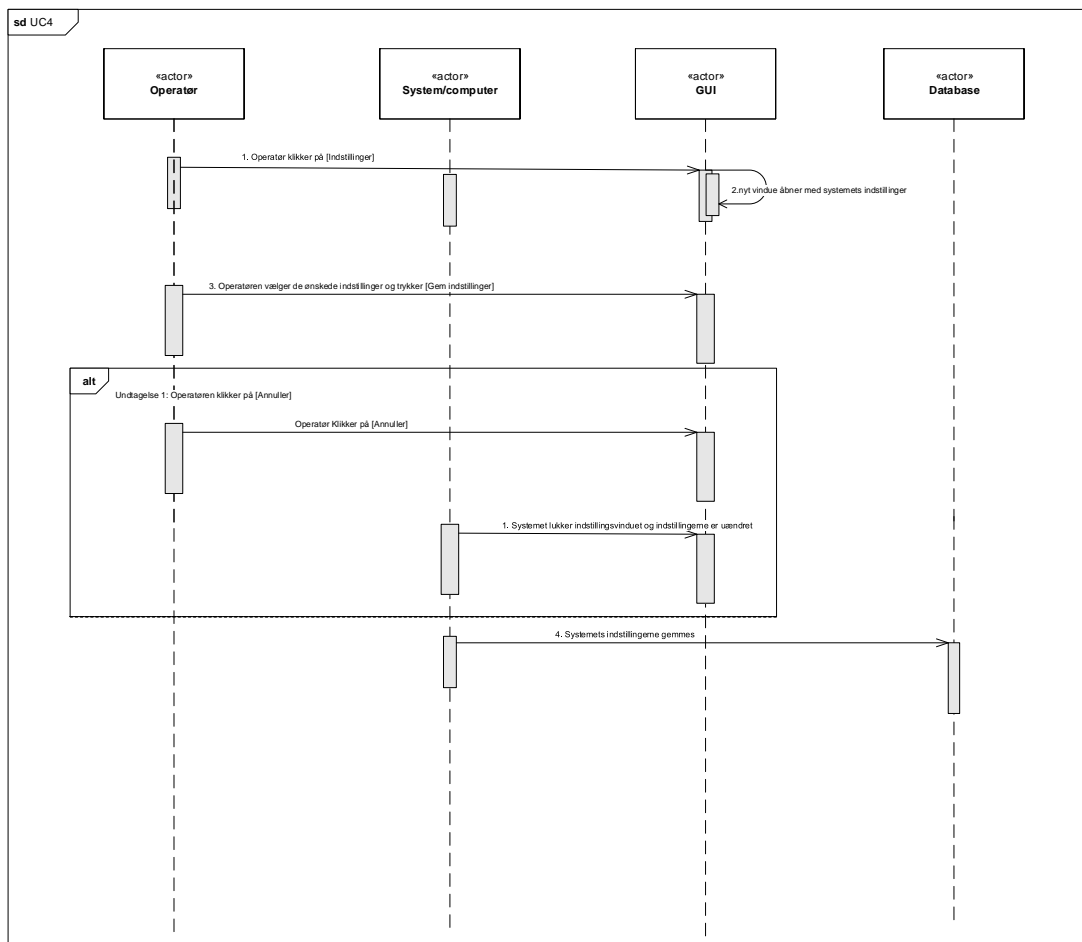 sd UC4
«actor»
Operatør
«actor»
System/computer
«actor»
GUI
«actor»
Database
1. Operatør klikker på [Indstillinger]
2.nyt vindue åbner med systemets indstillinger
3. Operatøren vælger de ønskede indstillinger og trykker [Gem indstillinger]
alt
Undtagelse 1: Operatøren klikker på [Annuller]
Operatør Klikker på [Annuller]
1. Systemet lukker indstillingsvinduet og indstillingerne er uændret
4. Systemets indstillingerne gemmes